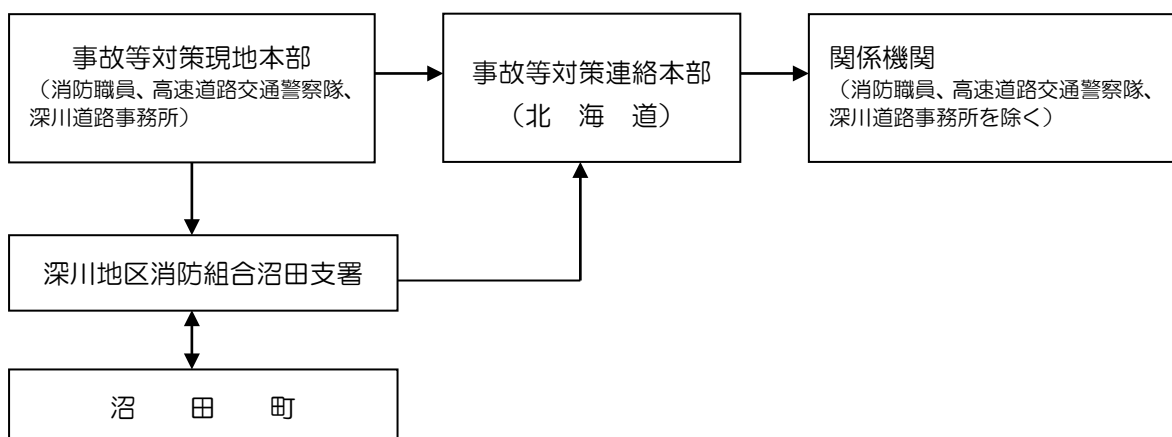 事故等対策現地本部
（消防職員、高速道路交通警察隊、
深川道路事務所）
事故等対策連絡本部
（北　海　道）
関係機関
（消防職員、高速道路交通警察隊、
深川道路事務所を除く）
深川地区消防組合沼田支署
沼　田　町